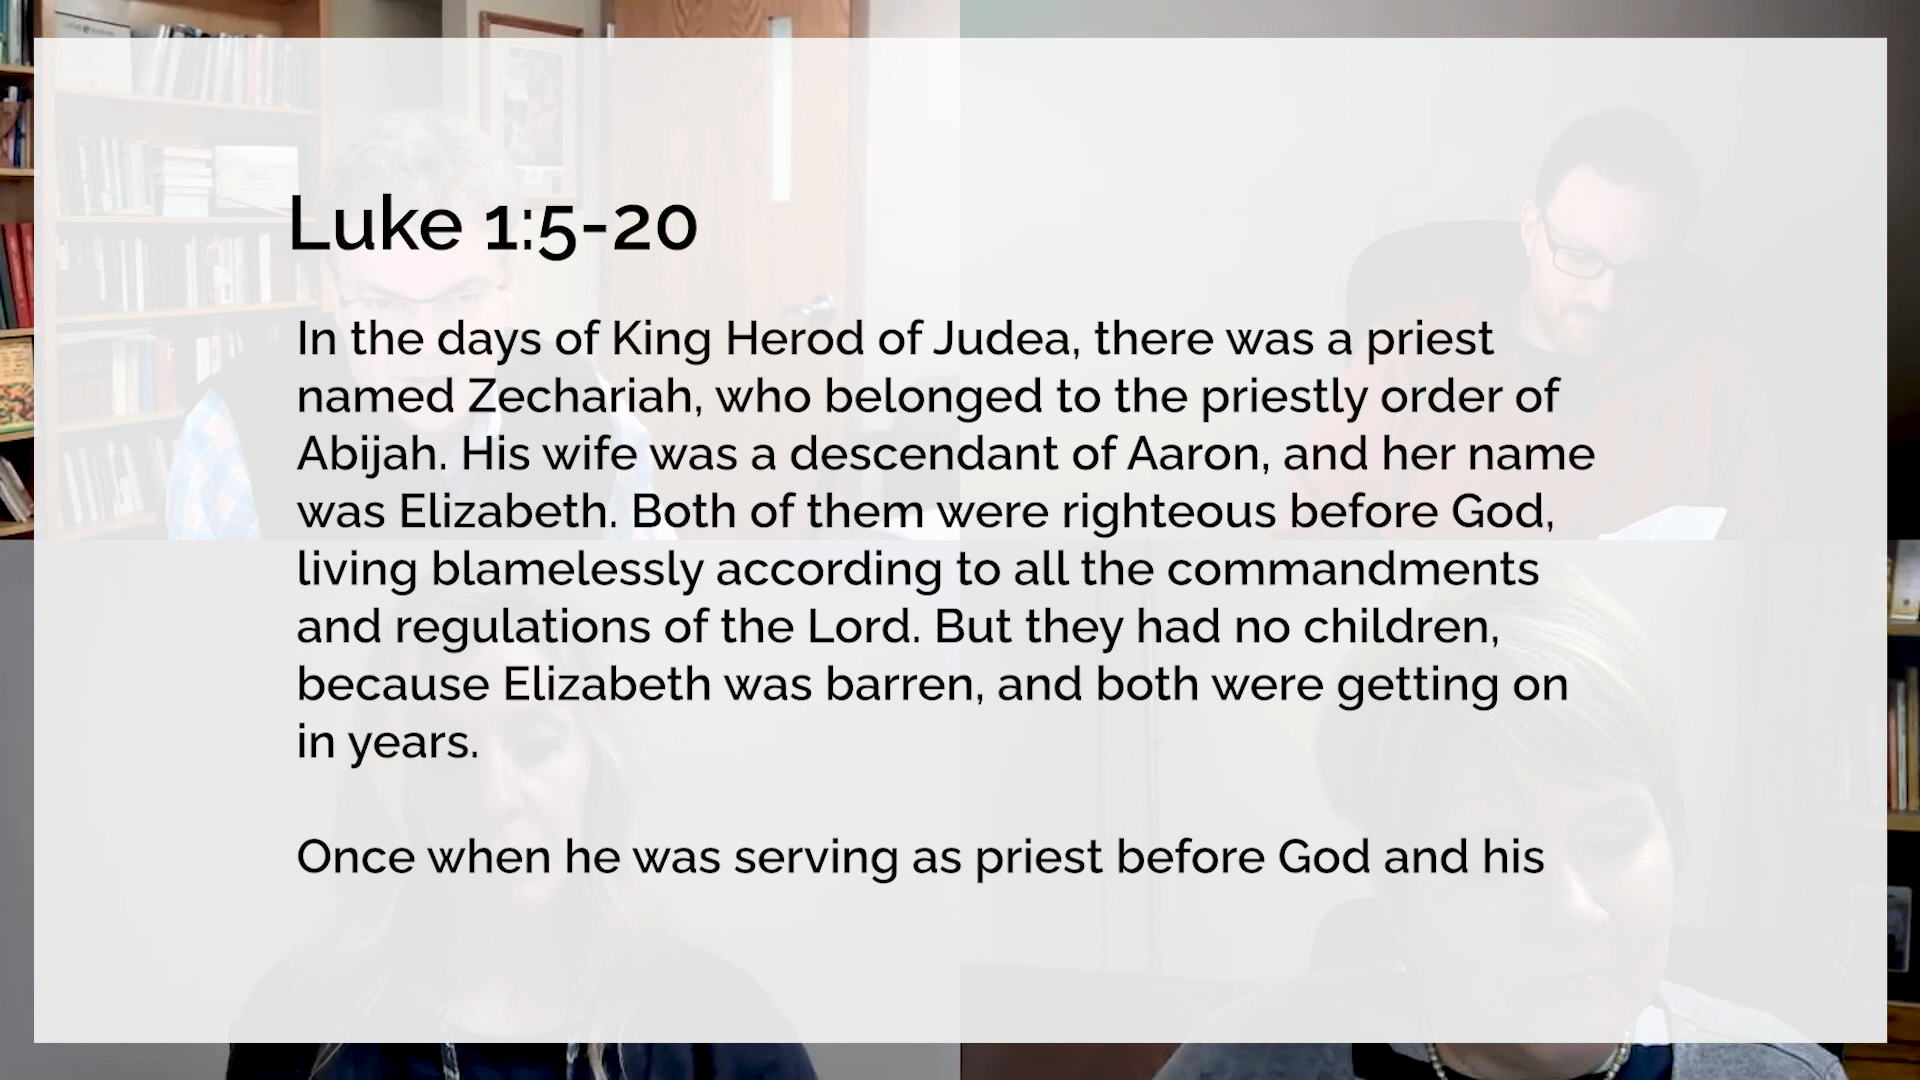 Luke 1:5-20
In the days of King Herod of Judea, there was a priest
named Zechariah, who belonged to the priestly order of
Abijah. His wife was a descendant of Aaron, and her name
was Elizabeth. Both of them were righteous before God,
living blamelessly according to all the commandments
and regulations of the Lord. But they had no children,
because Elizabeth was barren, and both were getting on
in years.
Once when he was serving as priest before God and his